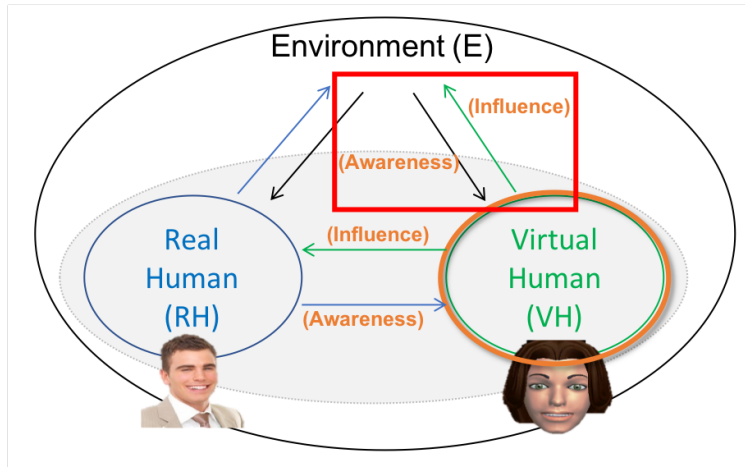 Environment (E)
(Influence)
(Awareness)
Real
Human
(RH)
(Influence)
(Awareness)
Virtual
Human
(VH)